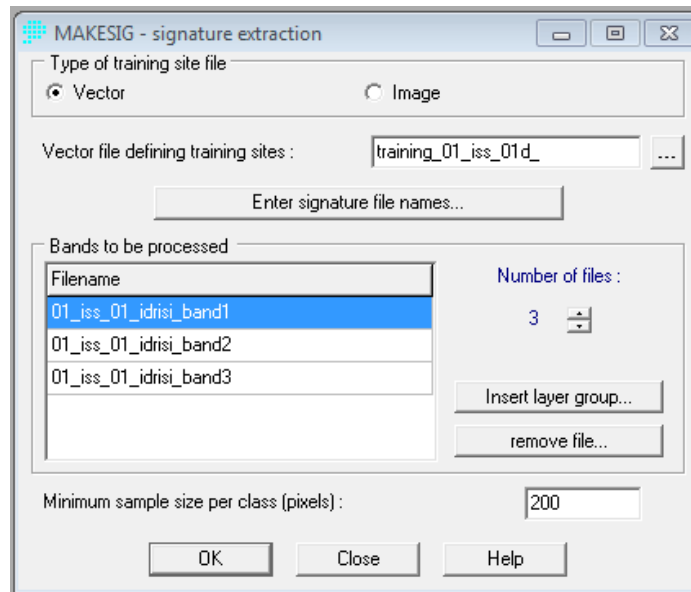 MAKESIG - signature extraction
Type of training site file
Vector Image
Vector file defining training sites : training_01_iss_01d_ ...
Enter signature file names...
Bands to be processed
Filename Number of files :
01_iss_01_idrisi_band1 3
01_iss_01_idrisi_band2
01_iss_01_idrisi_band3
Insert layer group...
remove file...
Minimum sample size per class (pixels) : 200
OK Close Help